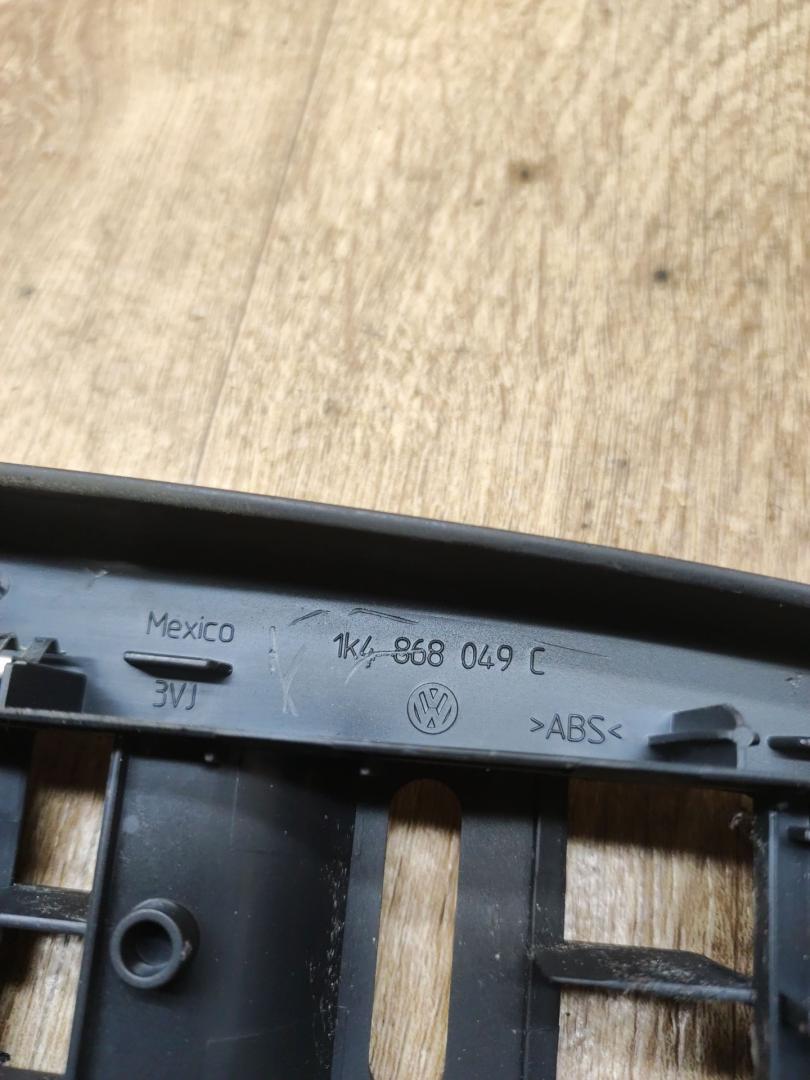 Mexico
1k4 868 049 C
3VJ
>ABS<